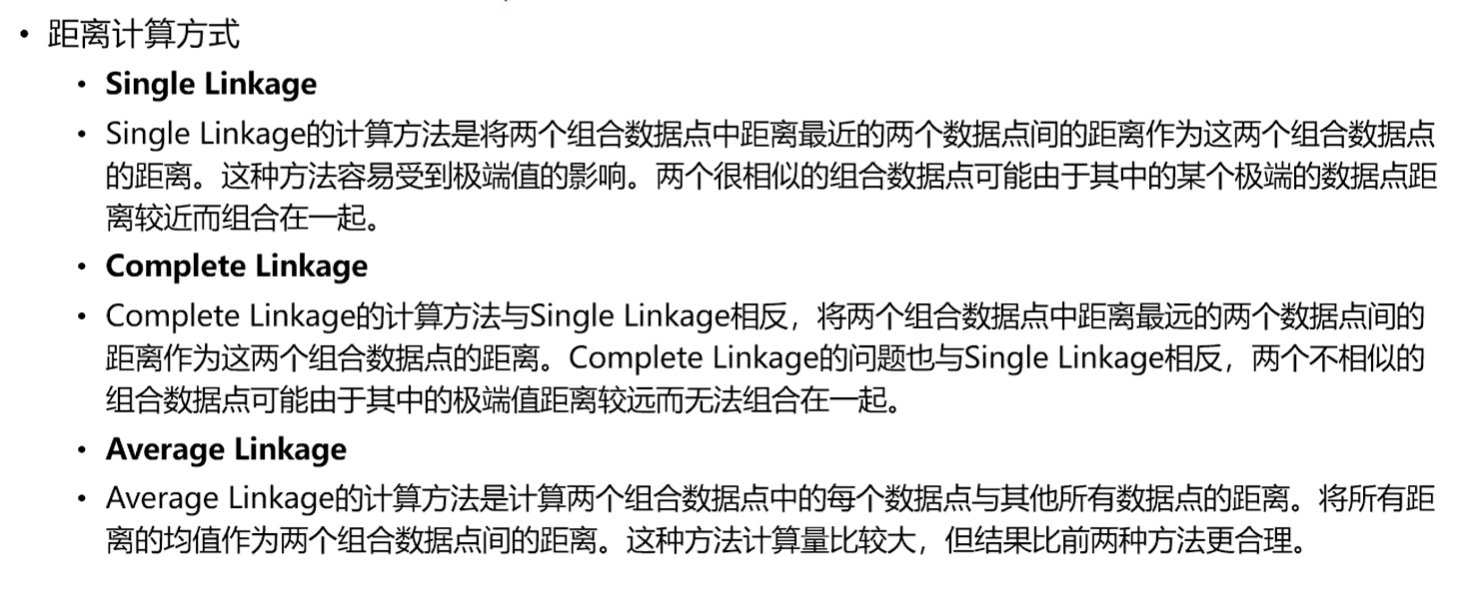 • 距离计算方式
• Single Linkage
• Single Linkage的计算方法是将两个组合数据点中距离最近的两个数据点间的距离作为这两个组合数据点
的距离。这种方法容易受到极端值的影响。两个很相似的组合数据点可能由于其中的某个极端的数据点距
离较近而组合在一起。
• Complete Linkage
• Complete Linkage的计算方法与Single Linkage相反，将两个组合数据点中距离最远的两个数据点间的
距离作为这两个组合数据点的距离。Complete Linkage的问题也与Single Linkage相反，两个不相似的
组合数据点可能由于其中的极端值距离较远而无法组合在一起。
• Average Linkage
• Average Linkage的计算方法是计算两个组合数据点中的每个数据点与其他所有数据点的距离。将所有距
离的均值作为两个组合数据点间的距离。这种方法计算量比较大，但结果比前两种方法更合理。